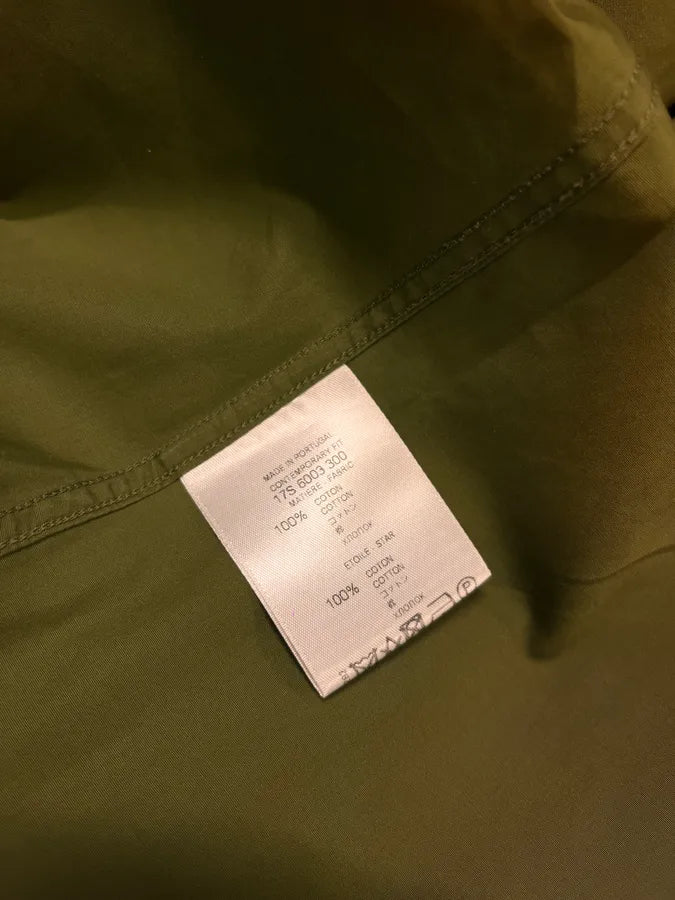 MADE IN PORTUGAL
CONTEMPORARY FIT
17S 6003 300
MATIERE - FABRIC
100% COTON
COTTON
コットン
棉
ХЛОПОК
ETOILE - STAR
100% COTON
COTTON
コットン
棉
ХЛОПОК
P